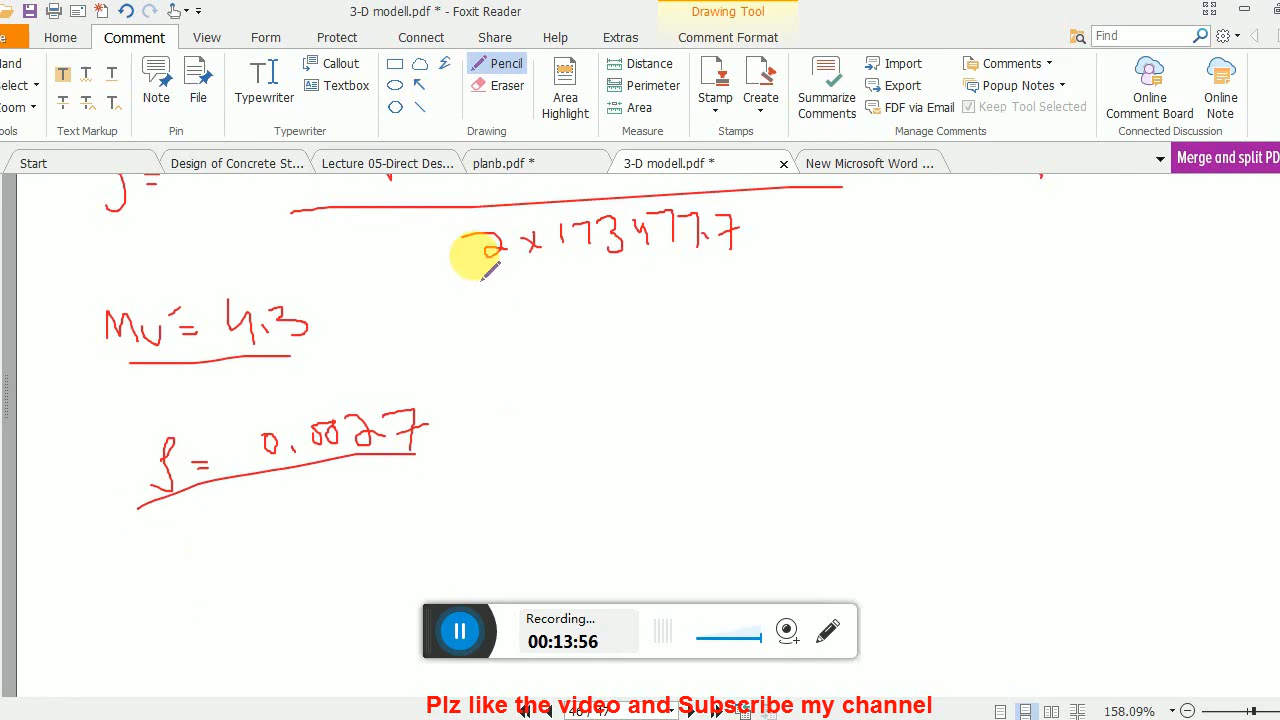 3-D modell.pdf * - Foxit Reader
Drawing Tool
Home Comment View Form Protect Connect Share Help Extras Comment Format
Find
Note File Typewriter Callout Textbox Pencil Eraser Area Highlight Distance Perimeter Area Stamp Create Summarize Comments Import Export FDF via Email Comments Popup Notes Keep Tool Selected Online Comment Board Online Note
Text Markup Pin Typewriter Drawing Measure Stamps Manage Comments Connected Discussion
Start Design of Concrete St... Lecture 05-Direct Des... planb.pdf * 3-D modell.pdf * New Microsoft Word ... Merge and split PD
2 x 173477.7
Mu = 4.3
ρ = 0.0027
Recording...
00:13:56
Plz like the video and Subscribe my channel
158.09%